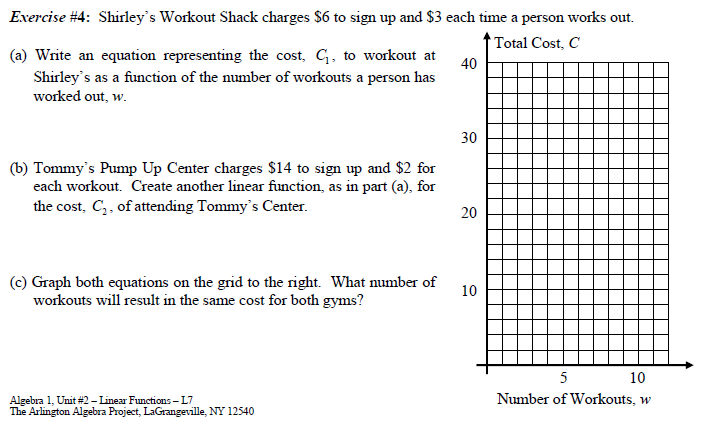 Exercise #4: Shirley's Workout Shack charges $6 to sign up and $3 each time a person works out.
(a) Write an equation representing the cost, C₁, to workout at
Shirley's as a function of the number of workouts a person has
worked out, w.
(b) Tommy's Pump Up Center charges $14 to sign up and $2 for
each workout. Create another linear function, as in part (a), for
the cost, C₂, of attending Tommy's Center.
(c) Graph both equations on the grid to the right. What number of
workouts will result in the same cost for both gyms?
Total Cost, C
40
30
20
10
5 10
Number of Workouts, w
Algebra 1, Unit #2 – Linear Functions – L7
The Arlington Algebra Project, LaGrangeville, NY 12540